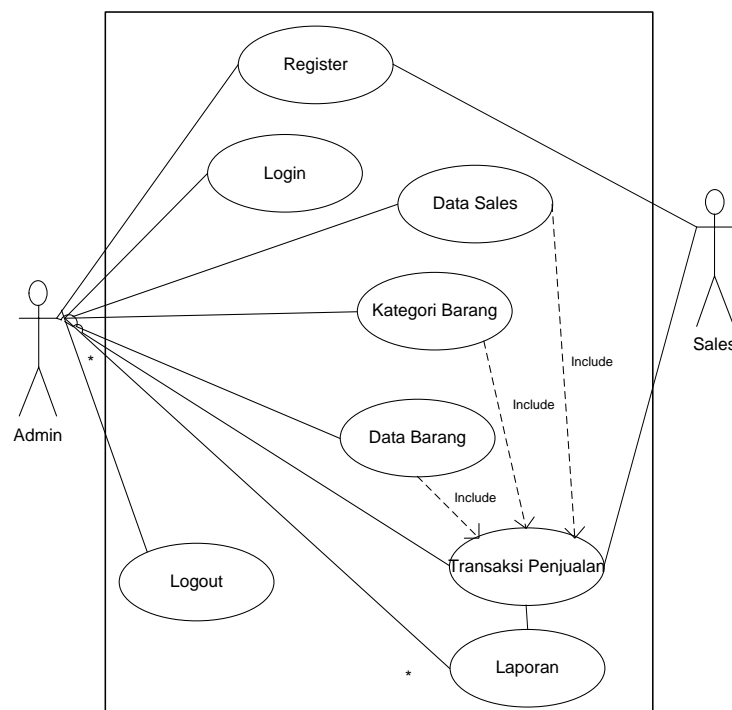 Register
Login
Data Sales
Kategori Barang
Sales
Include
*
Include
Admin
Data Barang
Include
Transaksi Penjualan
Logout
Laporan
*